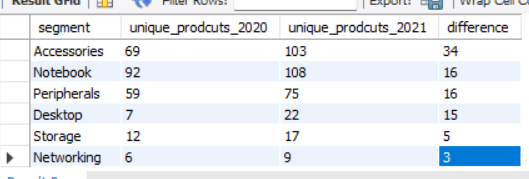 Result Grid Filter Rows: Export: Wrap Cell
segment unique_prodcuts_2020 unique_prodcuts_2021 difference
Accessories 69 103 34
Notebook 92 108 16
Peripherals 59 75 16
Desktop 7 22 15
Storage 12 17 5
Networking 6 9 3